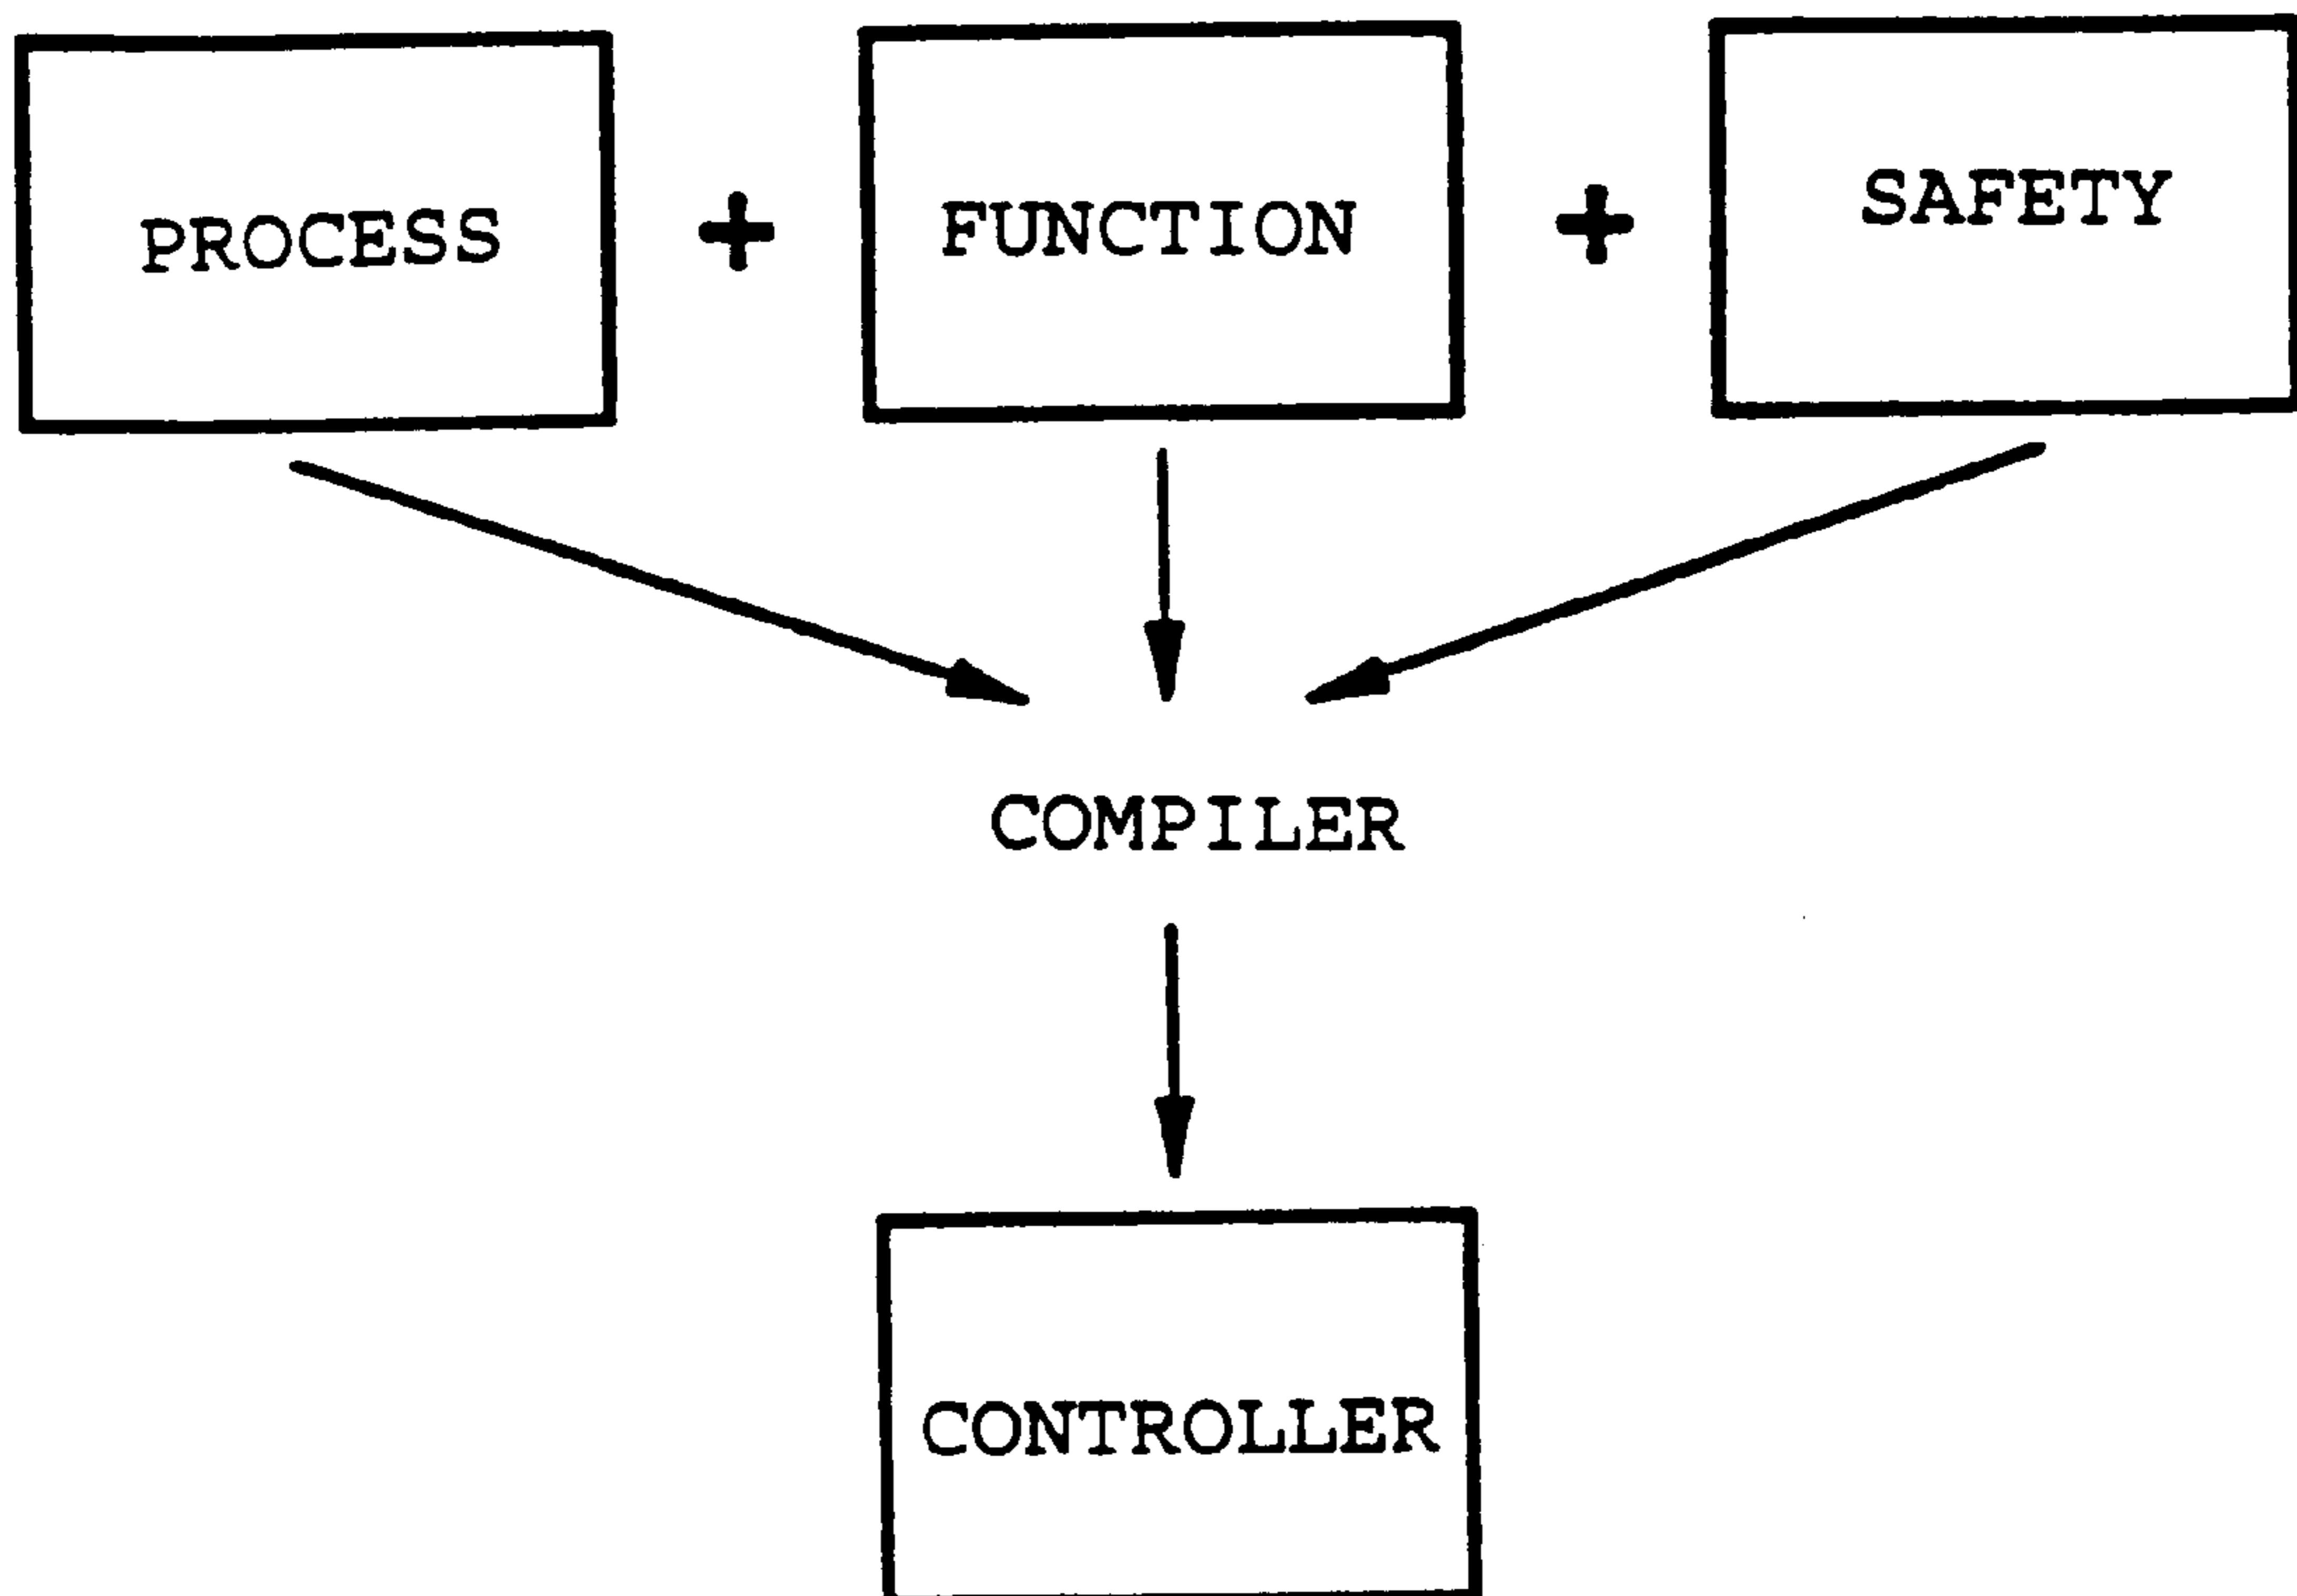 PROCESS + FUNCTION + SAFETY
COMPILER
CONTROLLER